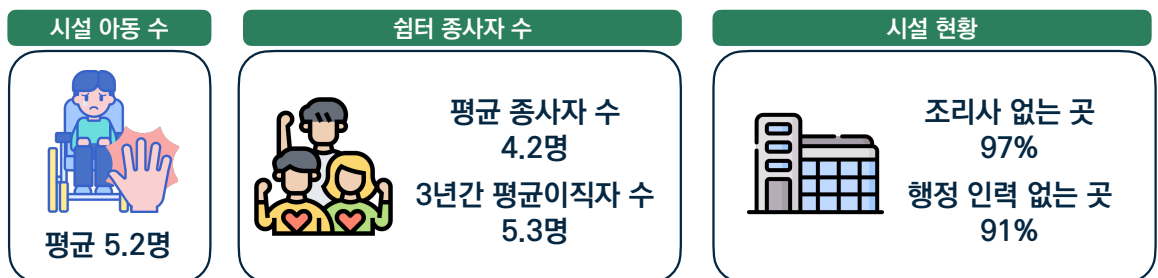 시설 아동 수
평균 5.2명
쉼터 종사자 수
평균 종사자 수
4.2명
3년간 평균이직자 수
5.3명
시설 현황
조리사 없는 곳
97%
행정 인력 없는 곳
91%